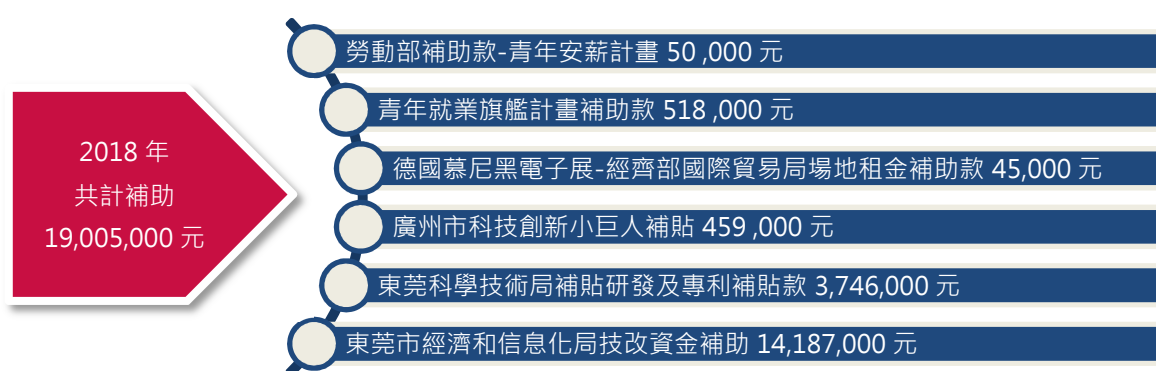 2018 年
共計補助
19,005,000 元
勞動部補助款-青年安薪計畫 50 ,000 元
青年就業旗艦計畫補助款 518 ,000 元
德國慕尼黑電子展-經濟部國際貿易局場地租金補助款 45,000 元
廣州市科技創新小巨人補貼 459 ,000 元
東莞科學技術局補貼研發及專利補貼款 3,746,000 元
東莞市經濟和信息化局技改資金補助 14,187,000 元